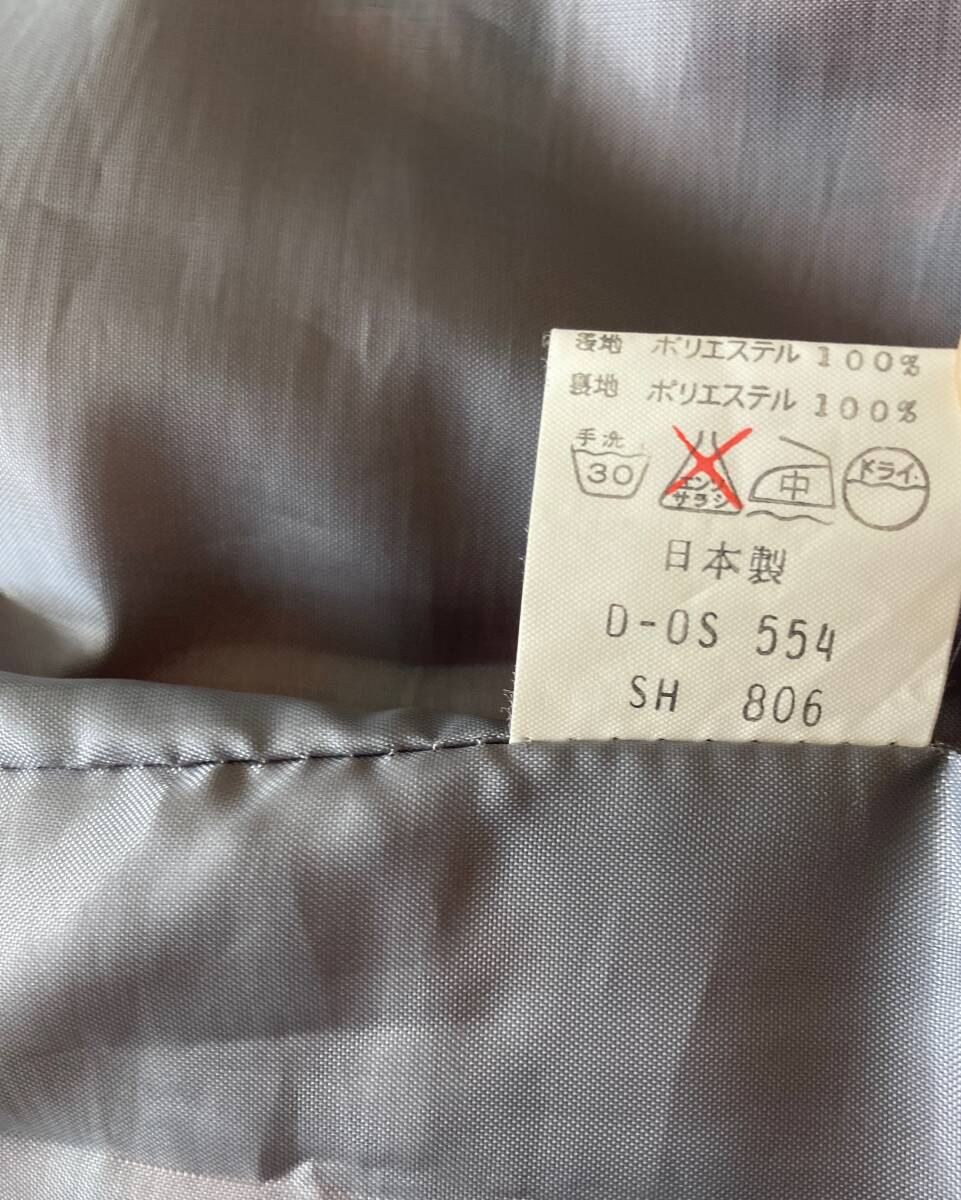 表地 ポリエステル 100%
裏地 ポリエステル 100%
手洗
30
エンソ
サラシ
中
ドライ
日本製
D-OS 554
SH 806